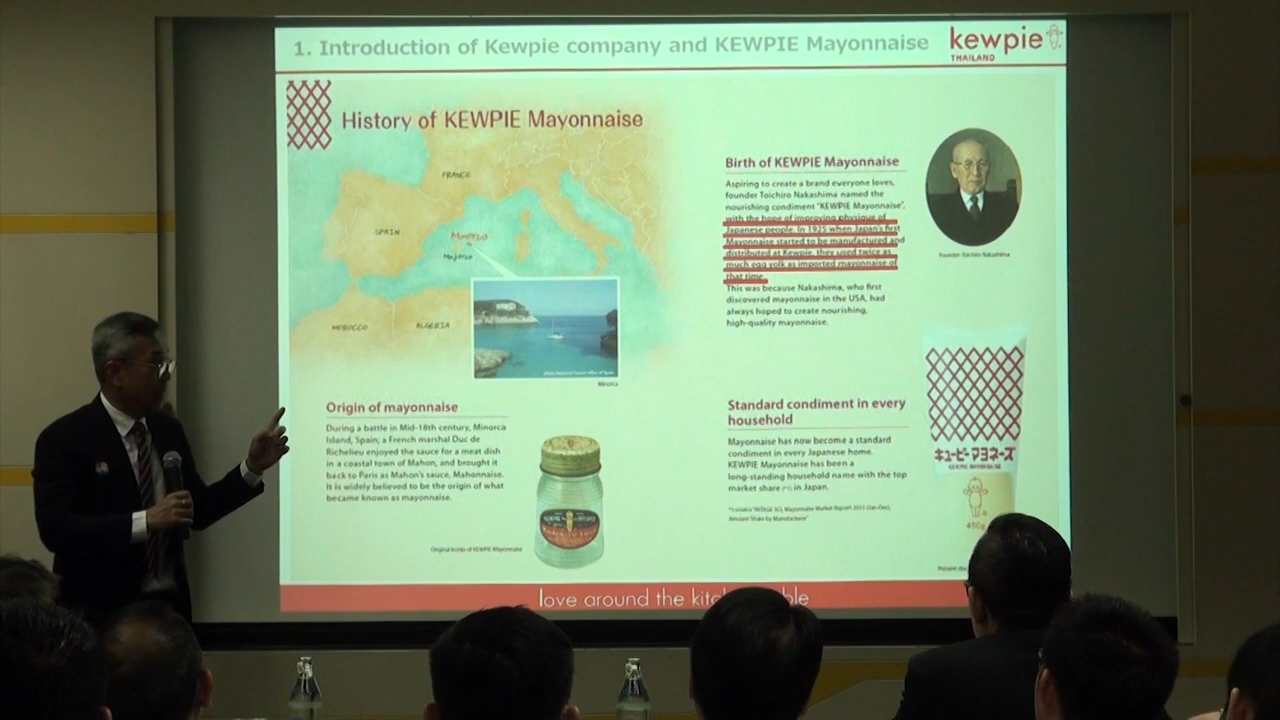 1. Introduction of Kewpie company and KEWPIE Mayonnaise
kewpie
THAILAND
History of KEWPIE Mayonnaise
FRANCE
SPAIN
Minorca
Majorca
MOROCCO
ALGERIA
Minorca
Birth of KEWPIE Mayonnaise
Aspiring to create a brand everyone loves,
founder Toichiro Nakashima named the
nourishing condiment "KEWPIE Mayonnaise",
with the hope of improving physique of
Japanese people. In 1925 when Japan's first
Mayonnaise started to be manufactured and
distributed at Kewpie, they used twice as
much egg yolk as imported mayonnaise of
that time.
This was because Nakashima, who first
discovered mayonnaise in the USA, had
always hoped to create nourishing,
high-quality mayonnaise.
Founder Toichiro Nakashima
Origin of mayonnaise
During a battle in Mid-18th century, Minorca
Island, Spain; a French marshal Duc de
Richelieu enjoyed the sauce for a meat dish
in a coastal town of Mahon, and brought it
back to Paris as Mahon's sauce, Mahonnaise.
It is widely believed to be the origin of what
became known as mayonnaise.
Original bottle of KEWPIE Mayonnaise
Standard condiment in every
household
Mayonnaise has now become a standard
condiment in every Japanese home.
KEWPIE Mayonnaise has been a
long-standing household name with the top
market share in Japan.
キユーピーマヨネーズ
KEWPIE MAYONNAISE
450g
Present
love around the